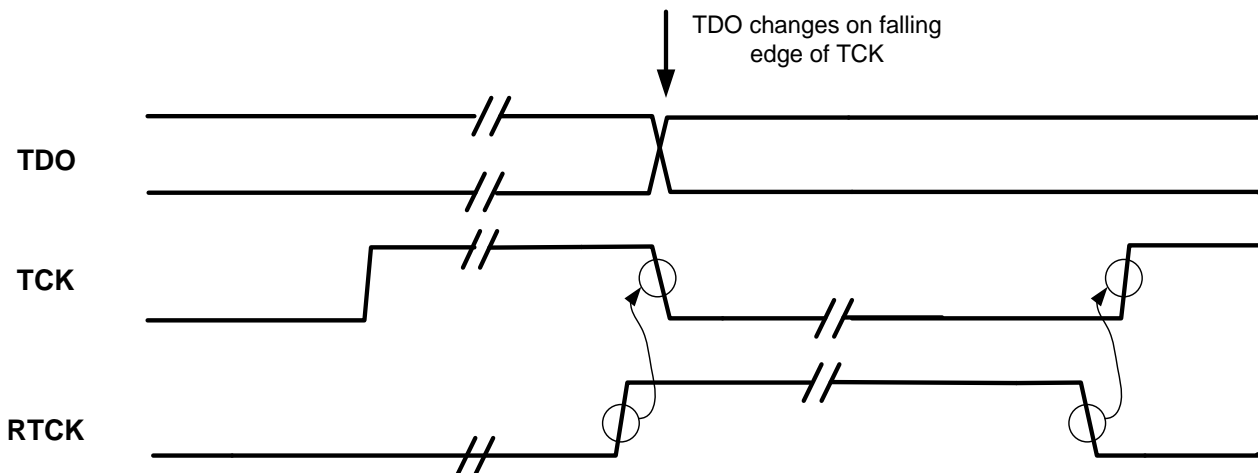 TDO changes on falling
edge of TCK
TDO
TCK
RTCK